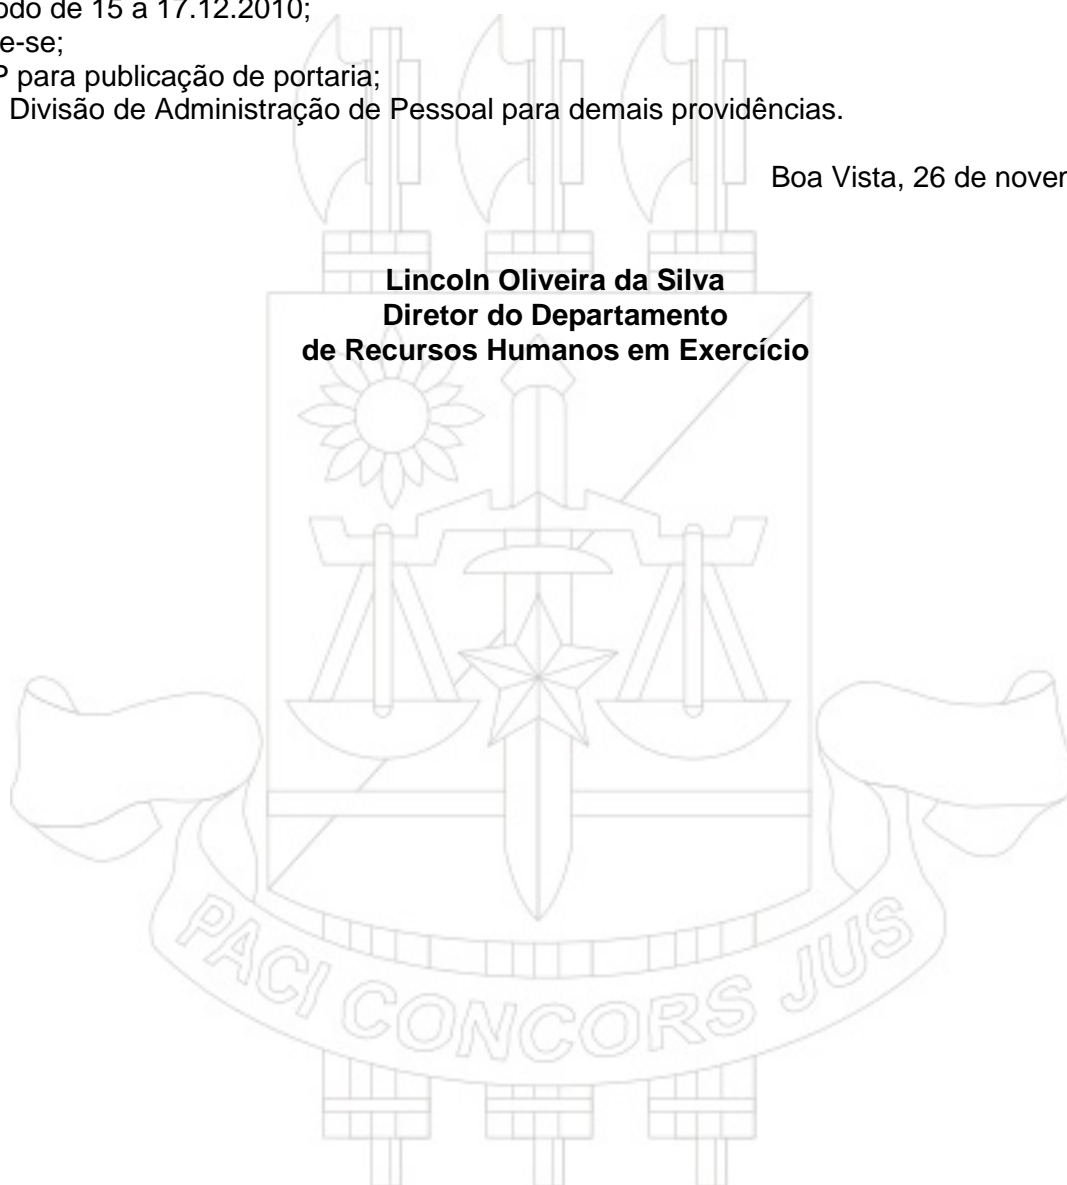 odo de 15 a 17.12.2010;
e-se;
P para publicação de portaria;
Divisão de Administração de Pessoal para demais providências.
Boa Vista, 26 de nover
Lincoln Oliveira da Silva
Diretor do Departamento
de Recursos Humanos em Exercício
PACI CONCORS JUS